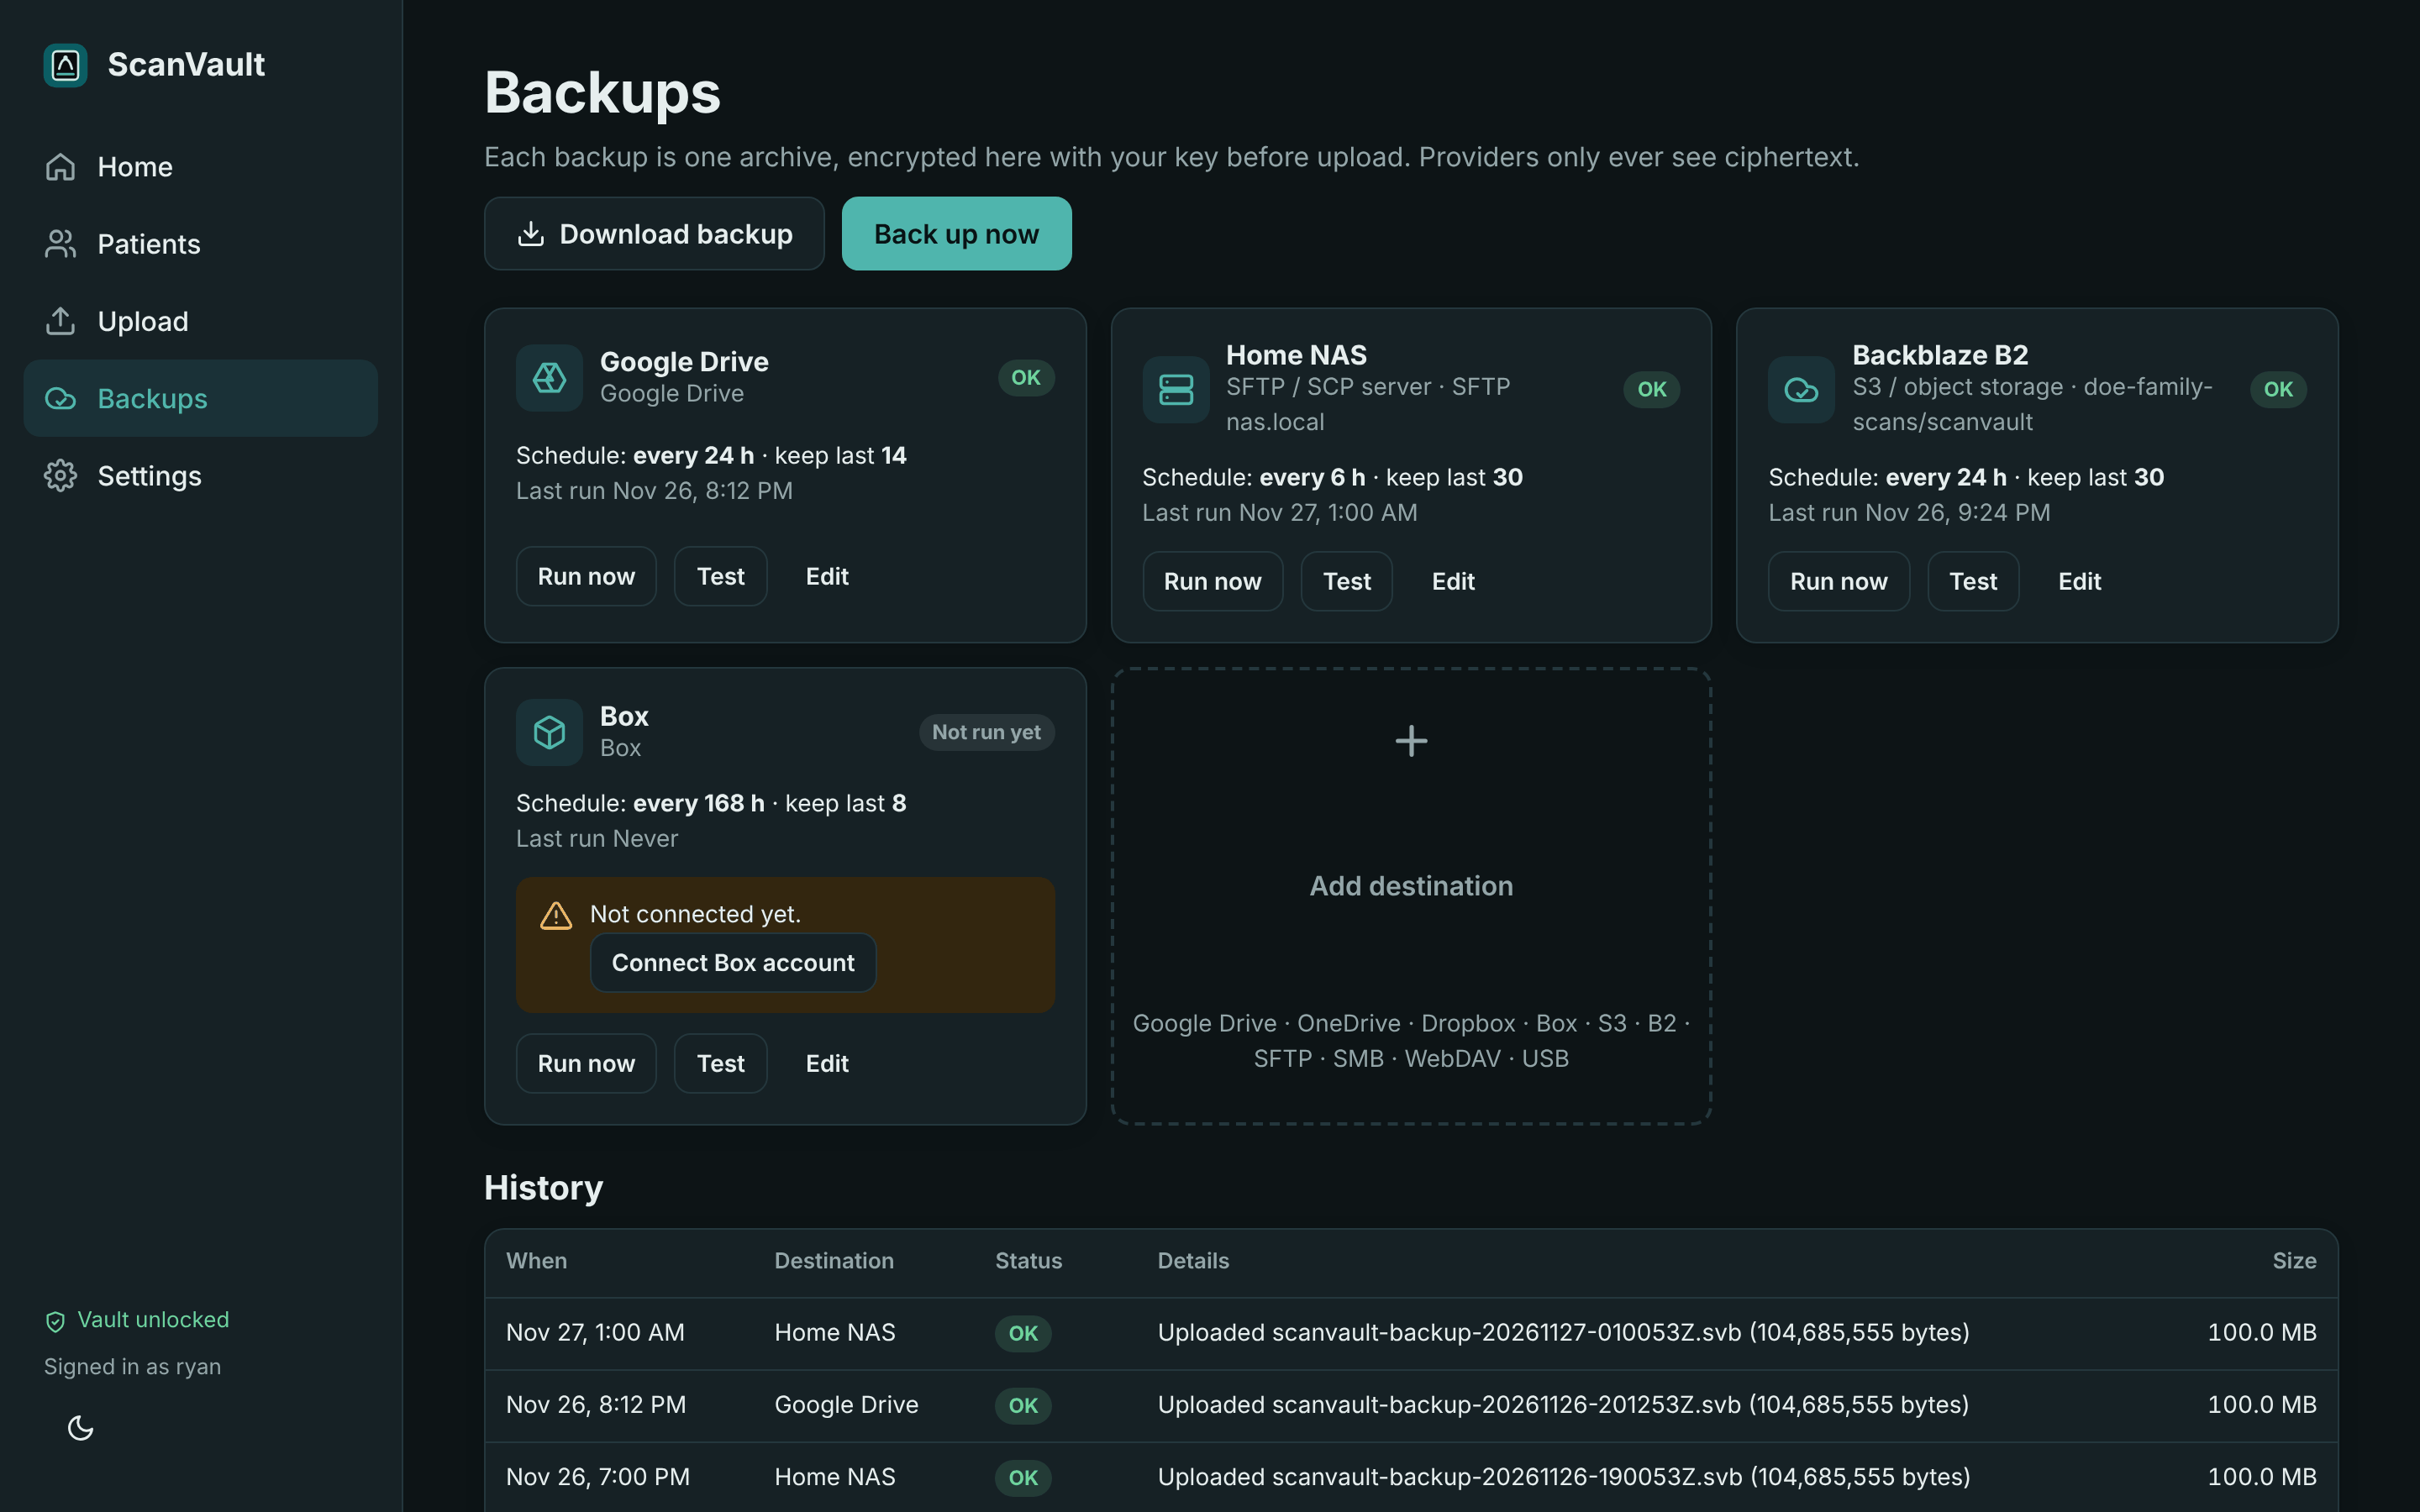 ScanVault
Home
Patients
Upload
Backups
Settings
Vault unlocked
Signed in as ryan
Backups
Each backup is one archive, encrypted here with your key before upload. Providers only ever see ciphertext.
Download backup
Back up now
Google Drive
Google Drive
OK
Schedule: every 24 h · keep last 14
Last run Nov 26, 8:12 PM
Run now
Test
Edit
Home NAS
SFTP / SCP server · SFTP
nas.local
OK
Schedule: every 6 h · keep last 30
Last run Nov 27, 1:00 AM
Run now
Test
Edit
Backblaze B2
S3 / object storage · doe-family-
scans/scanvault
OK
Schedule: every 24 h · keep last 30
Last run Nov 26, 9:24 PM
Run now
Test
Edit
Box
Box
Not run yet
Schedule: every 168 h · keep last 8
Last run Never
Not connected yet.
Connect Box account
Run now
Test
Edit
Add destination
Google Drive · OneDrive · Dropbox · Box · S3 · B2 ·
SFTP · SMB · WebDAV · USB
History
When Destination Status Details Size
Nov 27, 1:00 AM Home NAS OK Uploaded scanvault-backup-20261127-010053Z.svb (104,685,555 bytes) 100.0 MB
Nov 26, 8:12 PM Google Drive OK Uploaded scanvault-backup-20261126-201253Z.svb (104,685,555 bytes) 100.0 MB
Nov 26, 7:00 PM Home NAS OK Uploaded scanvault-backup-20261126-190053Z.svb (104,685,555 bytes) 100.0 MB